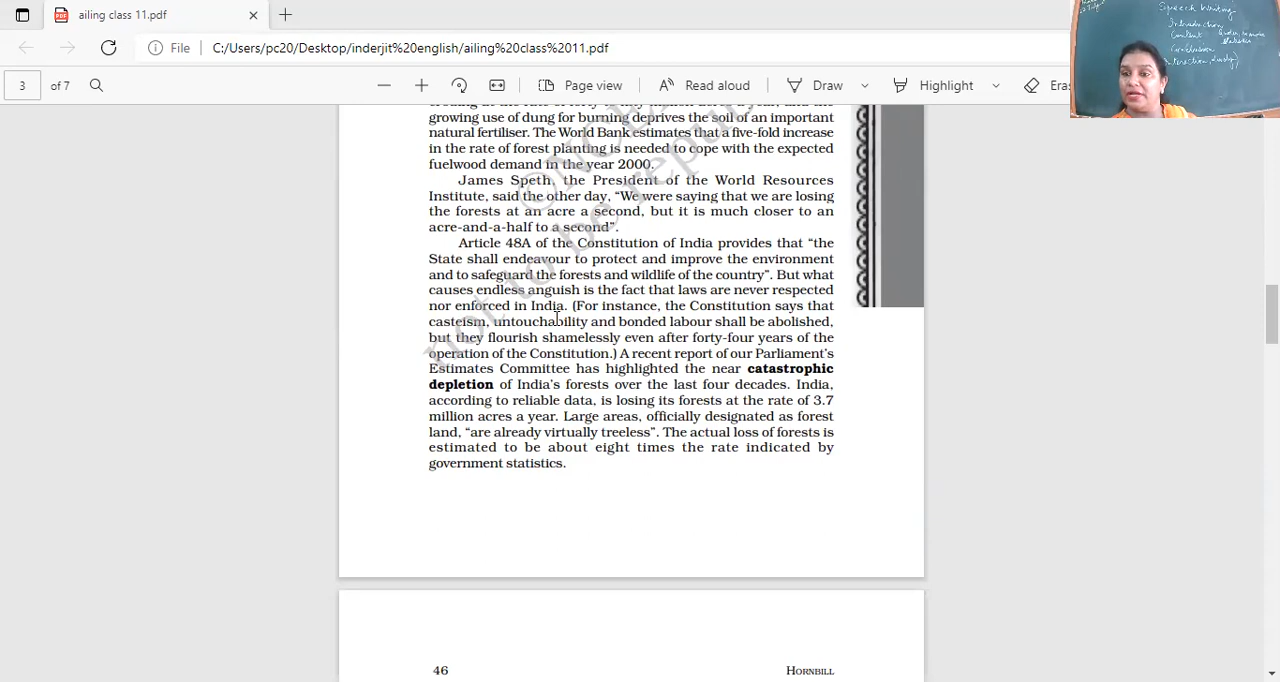 ailing class 11.pdf
File
C:/Users/pc20/Desktop/inderjit%20english/ailing%20class%2011.pdf
3 of 7
Page view
Read aloud
Draw
Highlight
Speech Writing
Introduction
Content
Conclusion
growing use of dung for burning deprives the soil of an important
natural fertiliser. The World Bank estimates that a five-fold increase
in the rate of forest planting is needed to cope with the expected
fuelwood demand in the year 2000.
James Speth, the President of the World Resources
Institute, said the other day, “We were saying that we are losing
the forests at an acre a second, but it is much closer to an
acre-and-a-half to a second”.
Article 48A of the Constitution of India provides that “the
State shall endeavour to protect and improve the environment
and to safeguard the forests and wildlife of the country”. But what
causes endless anguish is the fact that laws are never respected
nor enforced in India. (For instance, the Constitution says that
casteism, untouchability and bonded labour shall be abolished,
but they flourish shamelessly even after forty-four years of the
operation of the Constitution.) A recent report of our Parliament’s
Estimates Committee has highlighted the near catastrophic
depletion of India’s forests over the last four decades. India,
according to reliable data, is losing its forests at the rate of 3.7
million acres a year. Large areas, officially designated as forest
land, “are already virtually treeless”. The actual loss of forests is
estimated to be about eight times the rate indicated by
government statistics.
not to be repu
46 HORNBILL